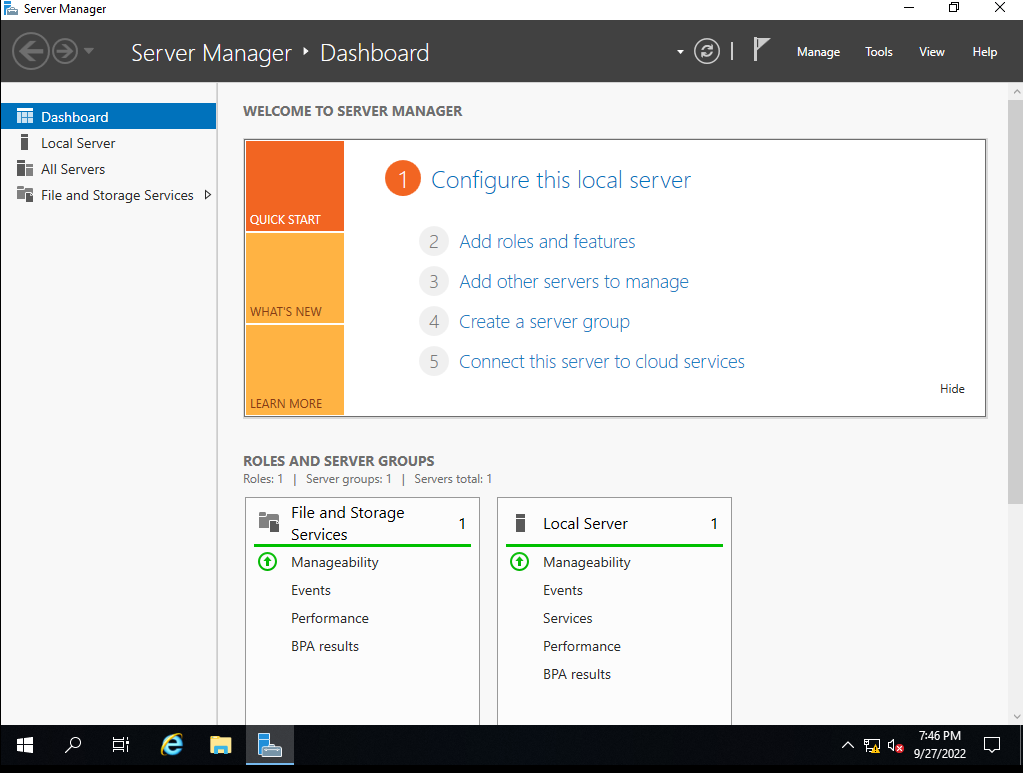 Server Manager
Server Manager ‣ Dashboard
Manage Tools View Help
Dashboard
Local Server
All Servers
File and Storage Services
WELCOME TO SERVER MANAGER
QUICK START
WHAT'S NEW
LEARN MORE
1 Configure this local server
2 Add roles and features
3 Add other servers to manage
4 Create a server group
5 Connect this server to cloud services
Hide
ROLES AND SERVER GROUPS
Roles: 1 | Server groups: 1 | Servers total: 1
File and Storage
Services
1
Manageability
Events
Performance
BPA results
Local Server 1
Manageability
Events
Services
Performance
BPA results
7:46 PM
9/27/2022